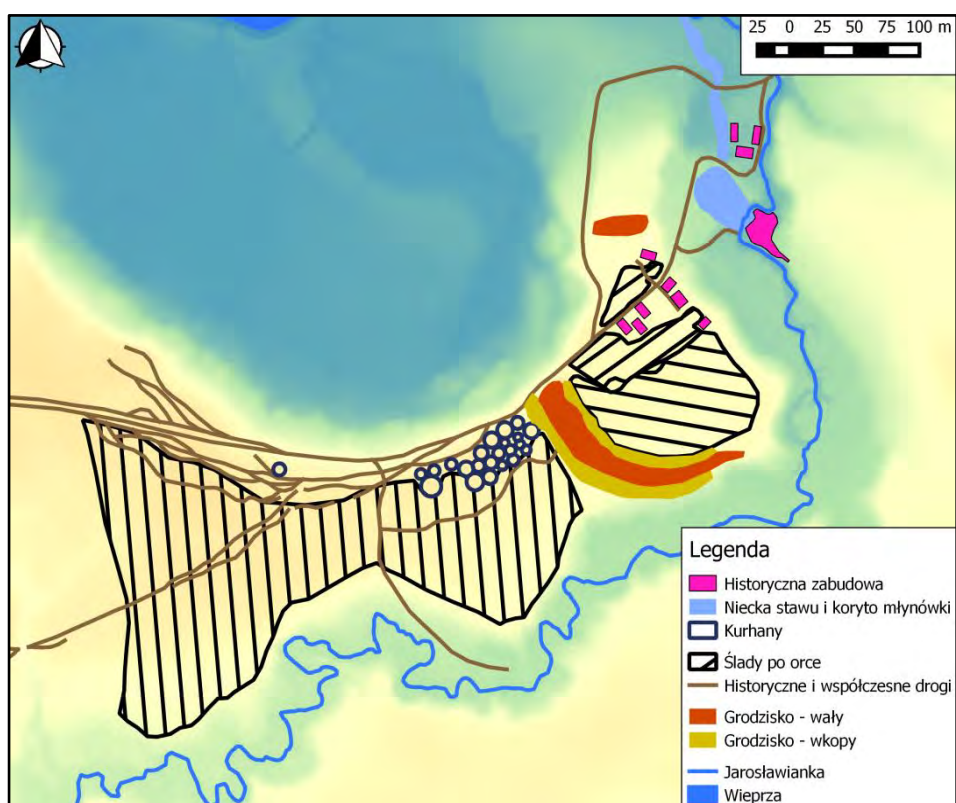 25 0 25 50 75 100 m
Legenda
Historyczna zabudowa
Niecka stawu i koryto młynówki
Kurhany
Ślady po orce
Historyczne i współczesne drogi
Grodzisko - wały
Grodzisko - wkopy
Jarosławianka
Wieprza